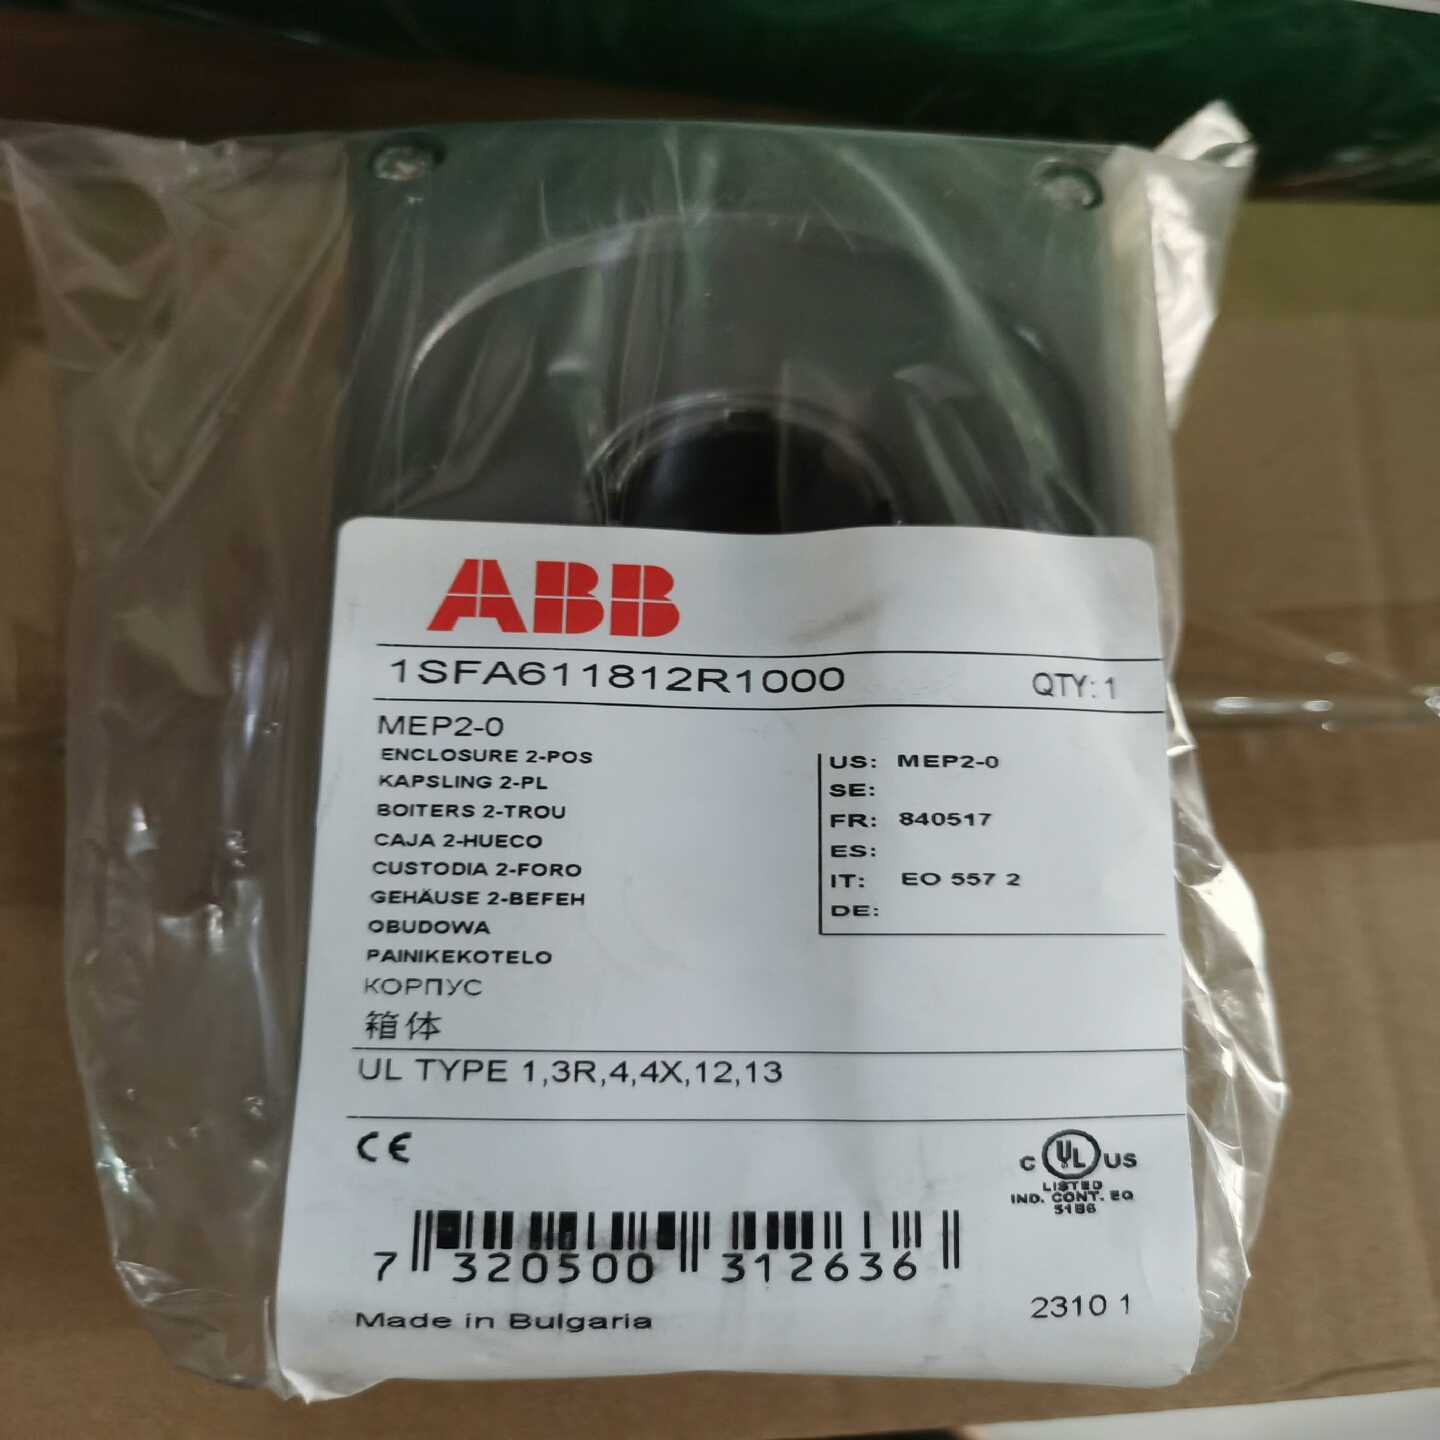 ABB
1SFA611812R1000 QTY: 1
MEP2-0
ENCLOSURE 2-POS
KAPSLING 2-PL
BOITERS 2-TROU
CAJA 2-HUECO
CUSTODIA 2-FORO
GEHÄUSE 2-BEFEH
OBUDOWA
PAINIKEKOTELO
КОРПУС
箱体
US: MEP2-0
SE:
FR: 840517
ES:
IT: EO 557 2
DE:
UL TYPE 1,3R,4,4X,12,13
CE
C UL US
LISTED
IND. CONT. EQ
51B6
7 320500 312636
Made in Bulgaria
2310 1